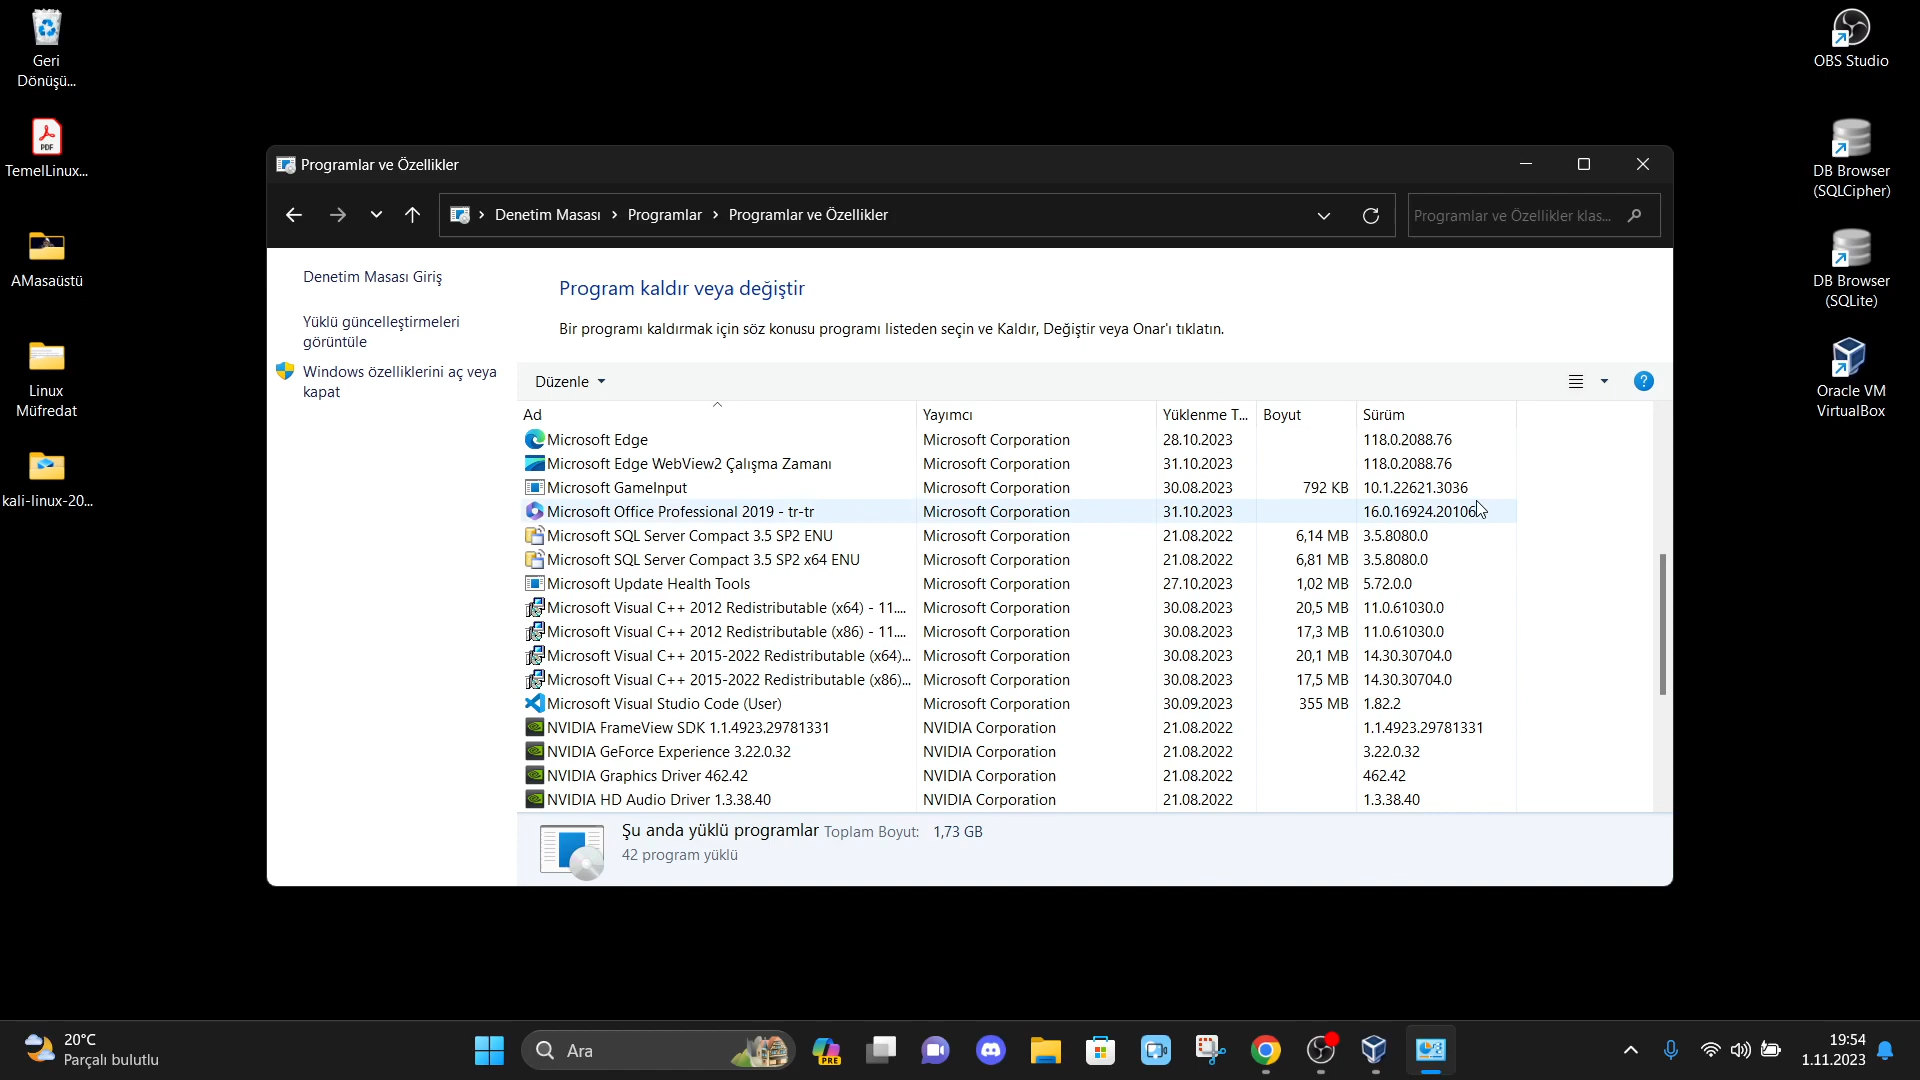 Geri
Dönüşü...
TemelLinux...
AMasaüstü
Linux
Müfredat
kali-linux-20...
OBS Studio
DB Browser
(SQLCipher)
DB Browser
(SQLite)
Oracle VM
VirtualBox
Programlar ve Özellikler
Denetim Masası > Programlar > Programlar ve Özellikler
Programlar ve Özellikler klas...
Denetim Masası Giriş
Yüklü güncelleştirmeleri
görüntüle
Windows özelliklerini aç veya
kapat
Program kaldır veya değiştir
Bir programı kaldırmak için söz konusu programı listeden seçin ve Kaldır, Değiştir veya Onar'ı tıklatın.
Düzenle
Ad Yayımcı Yüklenme T... Boyut Sürüm
Microsoft Edge Microsoft Corporation 28.10.2023 118.0.2088.76
Microsoft Edge WebView2 Çalışma Zamanı Microsoft Corporation 31.10.2023 118.0.2088.76
Microsoft GameInput Microsoft Corporation 30.08.2023 792 KB 10.1.22621.3036
Microsoft Office Professional 2019 - tr-tr Microsoft Corporation 31.10.2023 16.0.16924.20106
Microsoft SQL Server Compact 3.5 SP2 ENU Microsoft Corporation 21.08.2022 6,14 MB 3.5.8080.0
Microsoft SQL Server Compact 3.5 SP2 x64 ENU Microsoft Corporation 21.08.2022 6,81 MB 3.5.8080.0
Microsoft Update Health Tools Microsoft Corporation 27.10.2023 1,02 MB 5.72.0.0
Microsoft Visual C++ 2012 Redistributable (x64) - 11.... Microsoft Corporation 30.08.2023 20,5 MB 11.0.61030.0
Microsoft Visual C++ 2012 Redistributable (x86) - 11.... Microsoft Corporation 30.08.2023 17,3 MB 11.0.61030.0
Microsoft Visual C++ 2015-2022 Redistributable (x64)... Microsoft Corporation 30.08.2023 20,1 MB 14.30.30704.0
Microsoft Visual C++ 2015-2022 Redistributable (x86)... Microsoft Corporation 30.08.2023 17,5 MB 14.30.30704.0
Microsoft Visual Studio Code (User) Microsoft Corporation 30.09.2023 355 MB 1.82.2
NVIDIA FrameView SDK 1.1.4923.29781331 NVIDIA Corporation 21.08.2022 1.1.4923.29781331
NVIDIA GeForce Experience 3.22.0.32 NVIDIA Corporation 21.08.2022 3.22.0.32
NVIDIA Graphics Driver 462.42 NVIDIA Corporation 21.08.2022 462.42
NVIDIA HD Audio Driver 1.3.38.40 NVIDIA Corporation 21.08.2022 1.3.38.40
Şu anda yüklü programlar Toplam Boyut: 1,73 GB
42 program yüklü
20°C
Parçalı bulutlu
Ara
PRE
19:54
1.11.2023